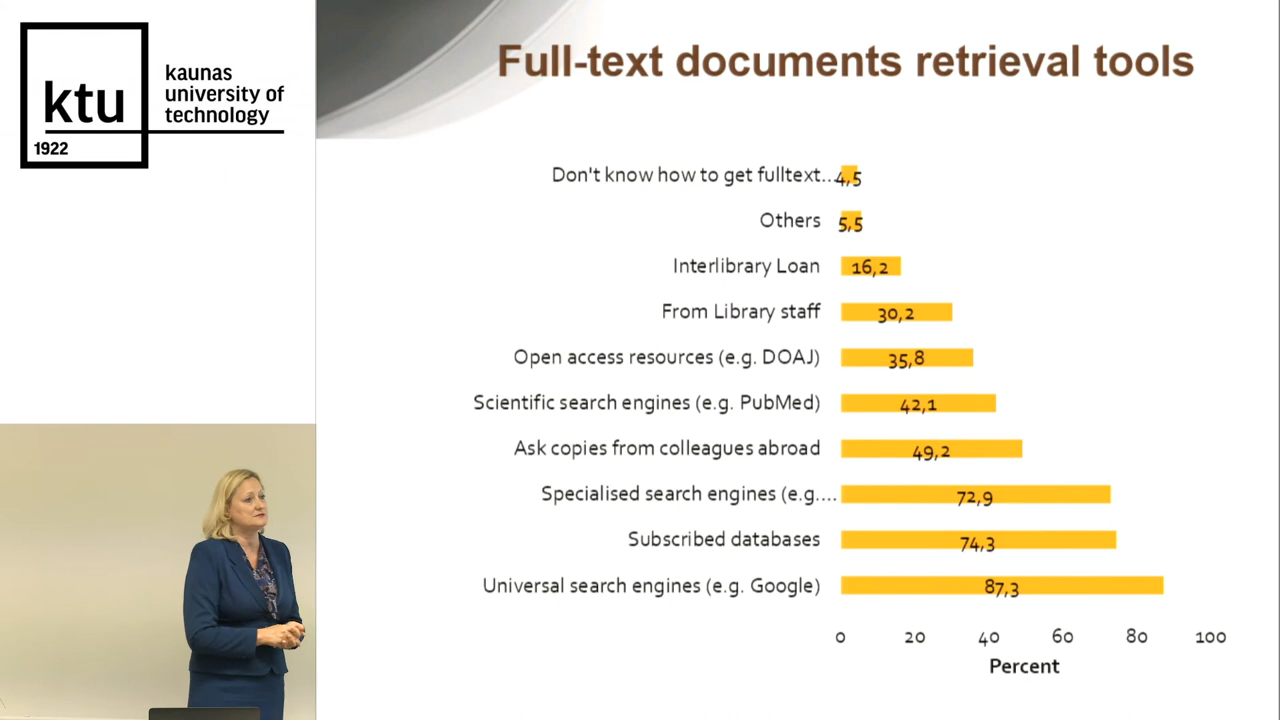 ktu
1922
kaunas
university of
technology
Full-text documents retrieval tools
Don't know how to get fulltext... 4,5
Others 5,5
Interlibrary Loan 16,2
From Library staff 30,2
Open access resources (e.g. DOAJ) 35,8
Scientific search engines (e.g. PubMed) 42,1
Ask copies from colleagues abroad 49,2
Specialised search engines (e.g.... 72,9
Subscribed databases 74,3
Universal search engines (e.g. Google) 87,3
0 20 40 60 80 100
Percent